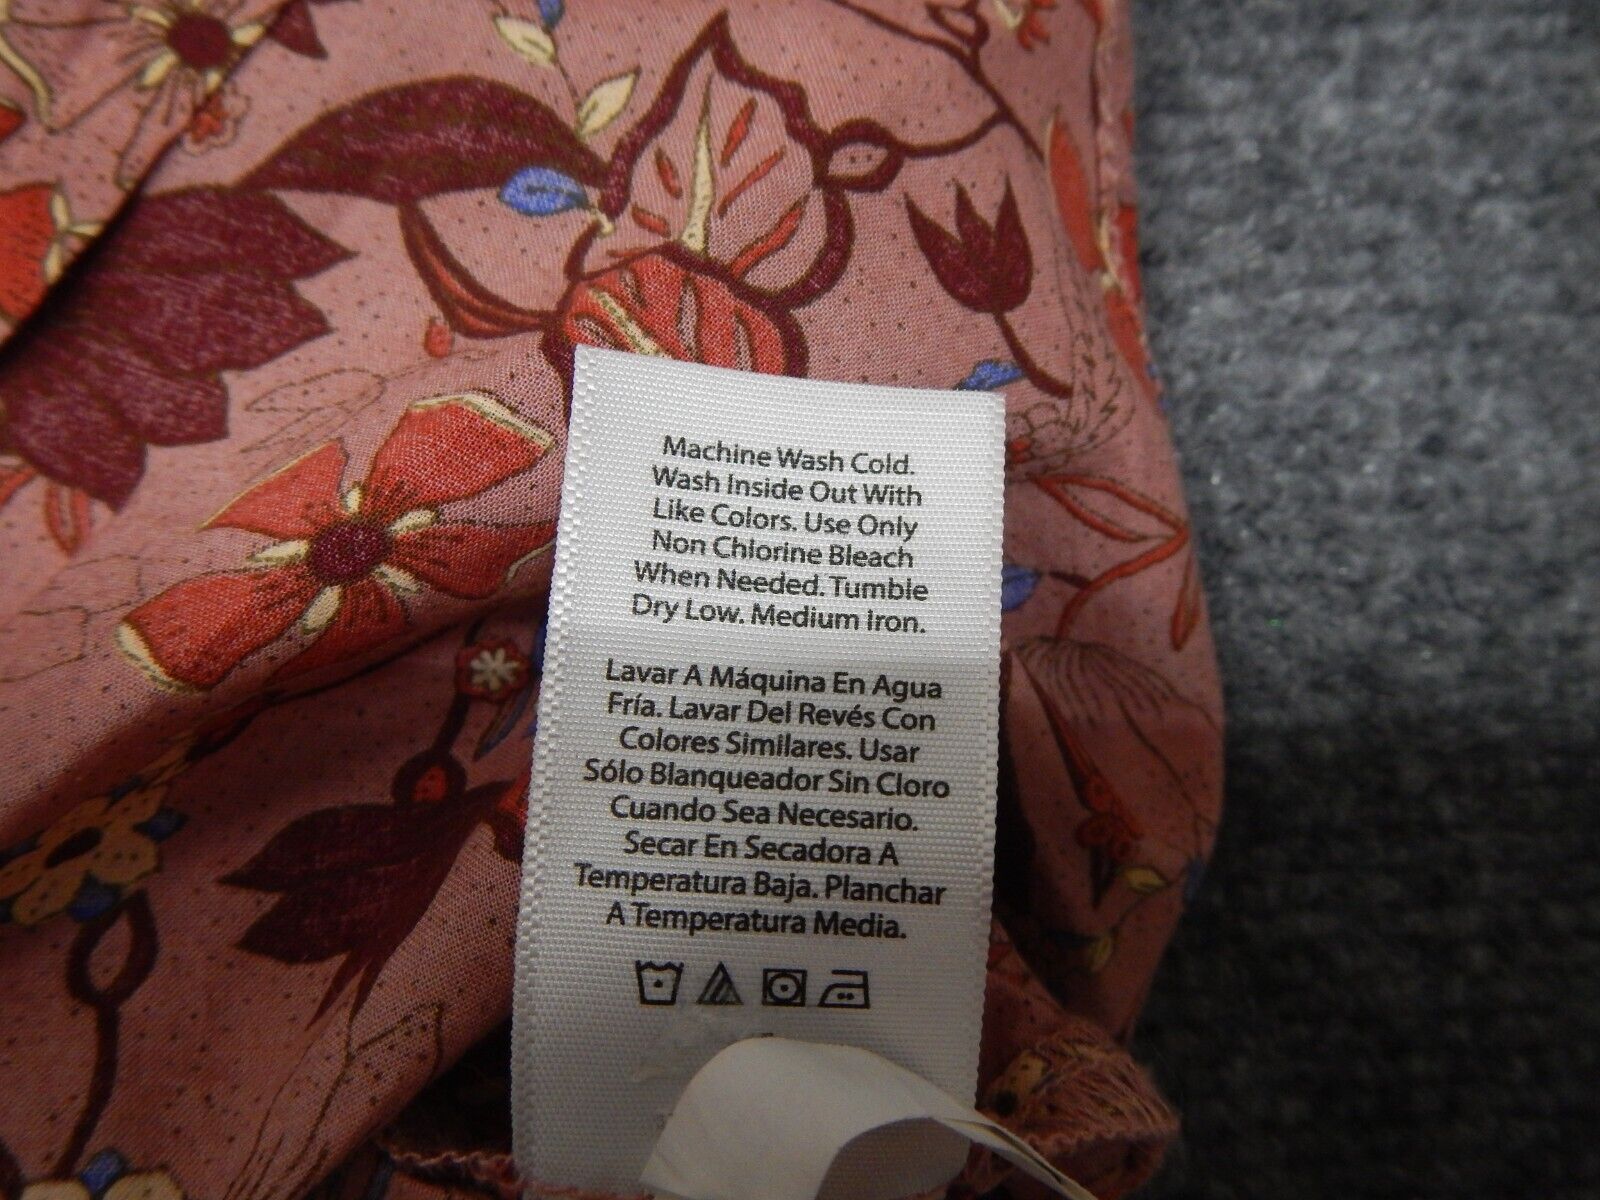 Machine Wash Cold.
Wash Inside Out With
Like Colors. Use Only
Non Chlorine Bleach
When Needed. Tumble
Dry Low. Medium Iron.
Lavar A Máquina En Agua
Fría. Lavar Del Revés Con
Colores Similares. Usar
Sólo Blanqueador Sin Cloro
Cuando Sea Necesario.
Secar En Secadora A
Temperatura Baja. Planchar
A Temperatura Media.